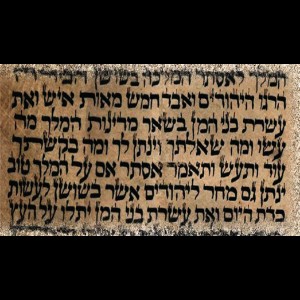 המלך לאסתר המלכה בשושן הבירה
הרגו היהודים ואבד חמש מאות איש ואת
עשרת בני המן בשאר מדינות המלך מה
עשו ומה שאלתך וינתן לך ומה בקשתך
עוד ותעש ותאמר אסתר אם על המלך טוב
ינתן גם מחר ליהודים אשר בשושן לעשות
כדת היום ואת עשרת בני המן יתלו על העץ